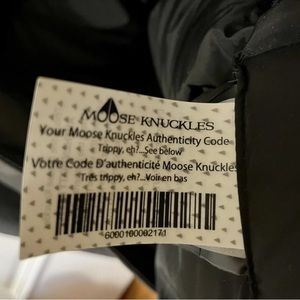 MOOSE KNUCKLES
Your Moose Knuckles Authenticity Code
Trippy, eh?...See below
Votre Code D'authenticité Moose Knuckles
Très trippy, eh?...Voir en bas
6000100002171